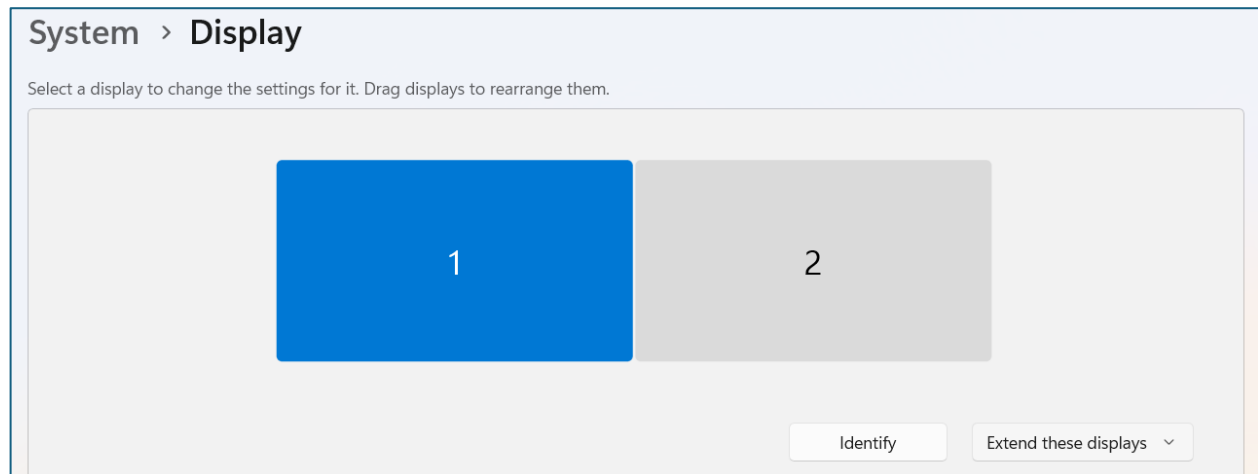 System > Display
Select a display to change the settings for it. Drag displays to rearrange them.
1 2
Identify Extend these displays